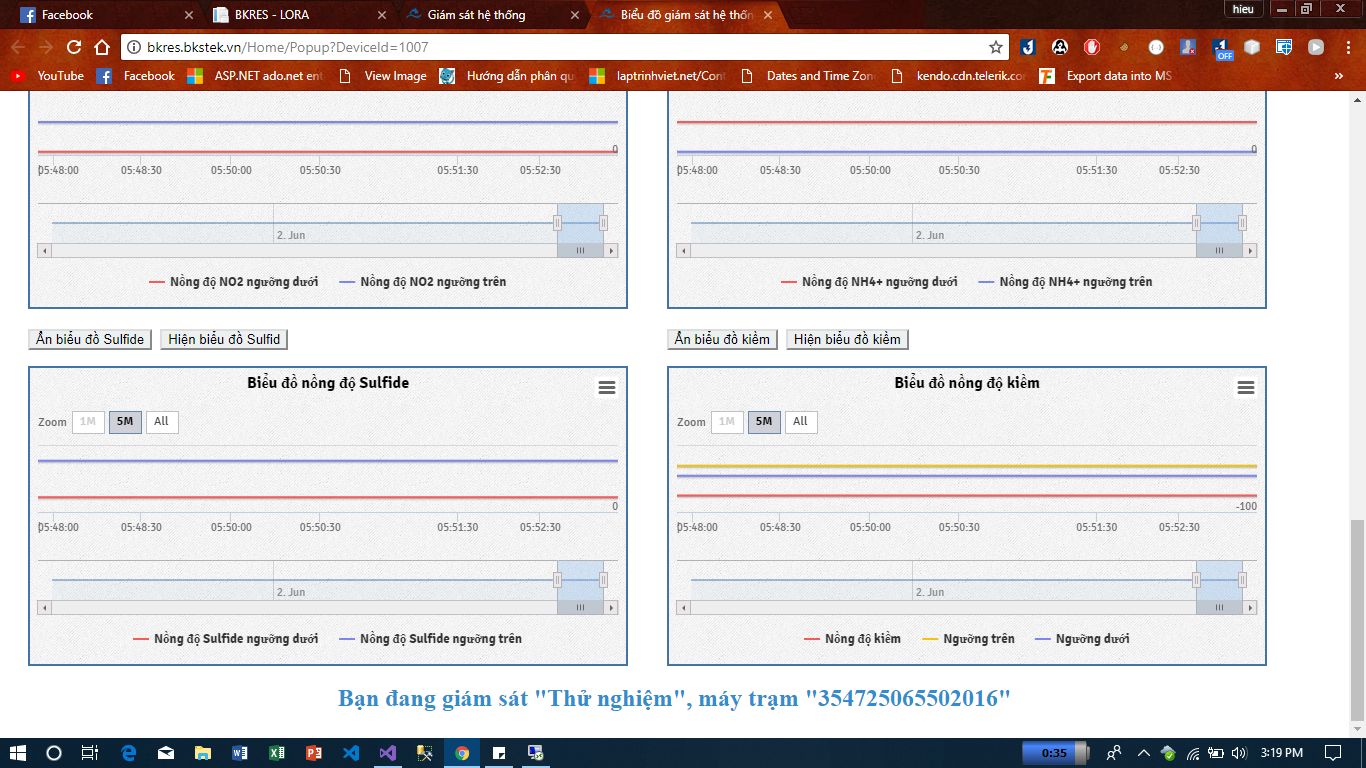 Facebook BKRES - LORA Giám sát hệ thống Biểu đồ giám sát hệ thốn hieu
bkres.bkstek.vn/Home/Popup?DeviceId=1007 OFF
YouTube Facebook ASP.NET ado.net ent View Image Hướng dẫn phân qu laptrinhviet.net/Cont Dates and Time Zon kendo.cdn.telerik.co Export data into MS »
0 0
05:48:00 05:48:30 05:50:00 05:50:30 05:51:30 05:52:30 05:48:00 05:48:30 05:50:00 05:50:30 05:51:30 05:52:30
2. Jun 2. Jun
Nồng độ NO2 ngưỡng dưới Nồng độ NO2 ngưỡng trên Nồng độ NH4+ ngưỡng dưới Nồng độ NH4+ ngưỡng trên
Ẩn biểu đồ Sulfide Hiện biểu đồ Sulfid Ẩn biểu đồ kiềm Hiện biểu đồ kiềm
Biểu đồ nồng độ Sulfide Biểu đồ nồng độ kiềm
Zoom 1M 5M All Zoom 1M 5M All
0 -100
05:48:00 05:48:30 05:50:00 05:50:30 05:51:30 05:52:30 05:48:00 05:48:30 05:50:00 05:50:30 05:51:30 05:52:30
2. Jun 2. Jun
Nồng độ Sulfide ngưỡng dưới Nồng độ Sulfide ngưỡng trên Nồng độ kiềm Ngưỡng trên Ngưỡng dưới
Bạn đang giám sát "Thử nghiệm", máy trạm "354725065502016"
0:35 3:19 PM